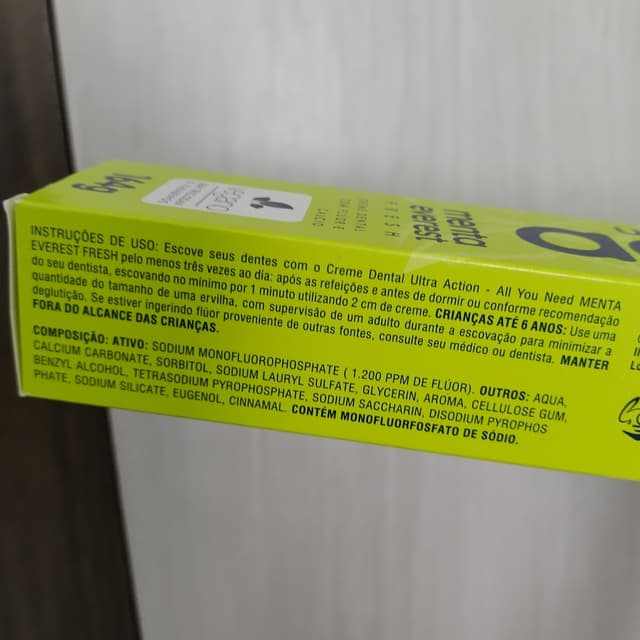 164g
menta
everest
FRESH
CREME DENTAL
COM FLÚOR E
CÁLCIO
INSTRUÇÕES DE USO: Escove seus dentes com o Creme Dental Ultra Action - All You Need MENTA
EVEREST FRESH pelo menos três vezes ao dia: após as refeições e antes de dormir ou conforme recomendação
do seu dentista, escovando no mínimo por 1 minuto utilizando 2 cm de creme. CRIANÇAS ATÉ 6 ANOS: Use uma
quantidade do tamanho de uma ervilha, com supervisão de um adulto durante a escovação para minimizar a
deglutição. Se estiver ingerindo flúor proveniente de outras fontes, consulte seu médico ou dentista. MANTER
FORA DO ALCANCE DAS CRIANÇAS.
COMPOSIÇÃO: ATIVO: SODIUM MONOFLUOROPHOSPHATE ( 1.200 PPM DE FLÚOR). OUTROS: AQUA,
CALCIUM CARBONATE, SORBITOL, SODIUM LAURYL SULFATE, GLYCERIN, AROMA, CELLULOSE GUM,
BENZYL ALCOHOL, TETRASODIUM PYROPHOSPHATE, SODIUM SACCHARIN, DISODIUM PYROPHOS
PHATE, SODIUM SILICATE, EUGENOL, CINNAMAL. CONTÉM MONOFLUORFOSFATO DE SÓDIO.